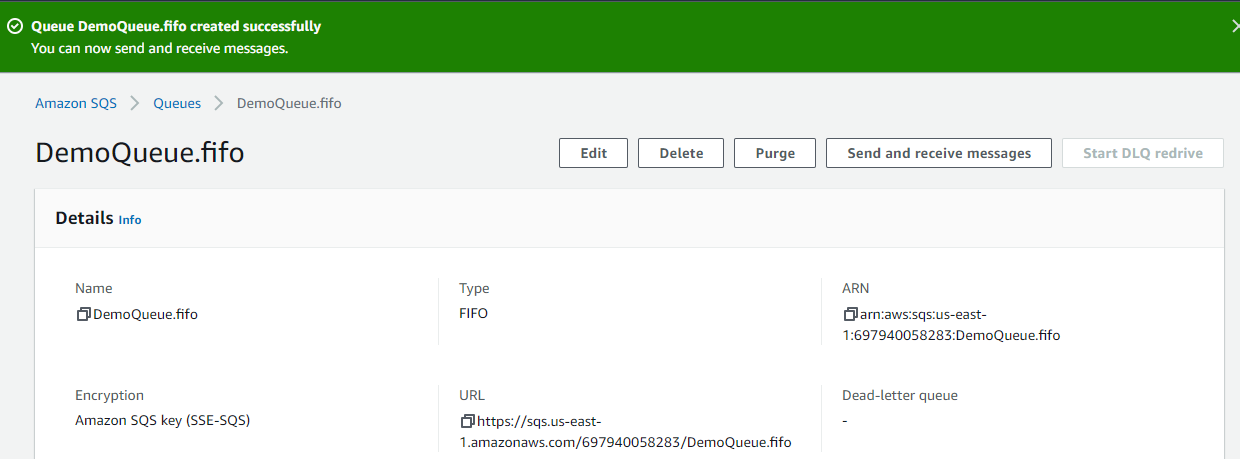 Queue DemoQueue.fifo created successfully
You can now send and receive messages.
Amazon SQS > Queues > DemoQueue.fifo
DemoQueue.fifo
Edit
Delete
Purge
Send and receive messages
Start DLQ redrive
Details Info
Name
DemoQueue.fifo
Type
FIFO
ARN
arn:aws:sqs:us-east-
1:697940058283:DemoQueue.fifo
Encryption
Amazon SQS key (SSE-SQS)
URL
https://sqs.us-east-
1.amazonaws.com/697940058283/DemoQueue.fifo
Dead-letter queue
-